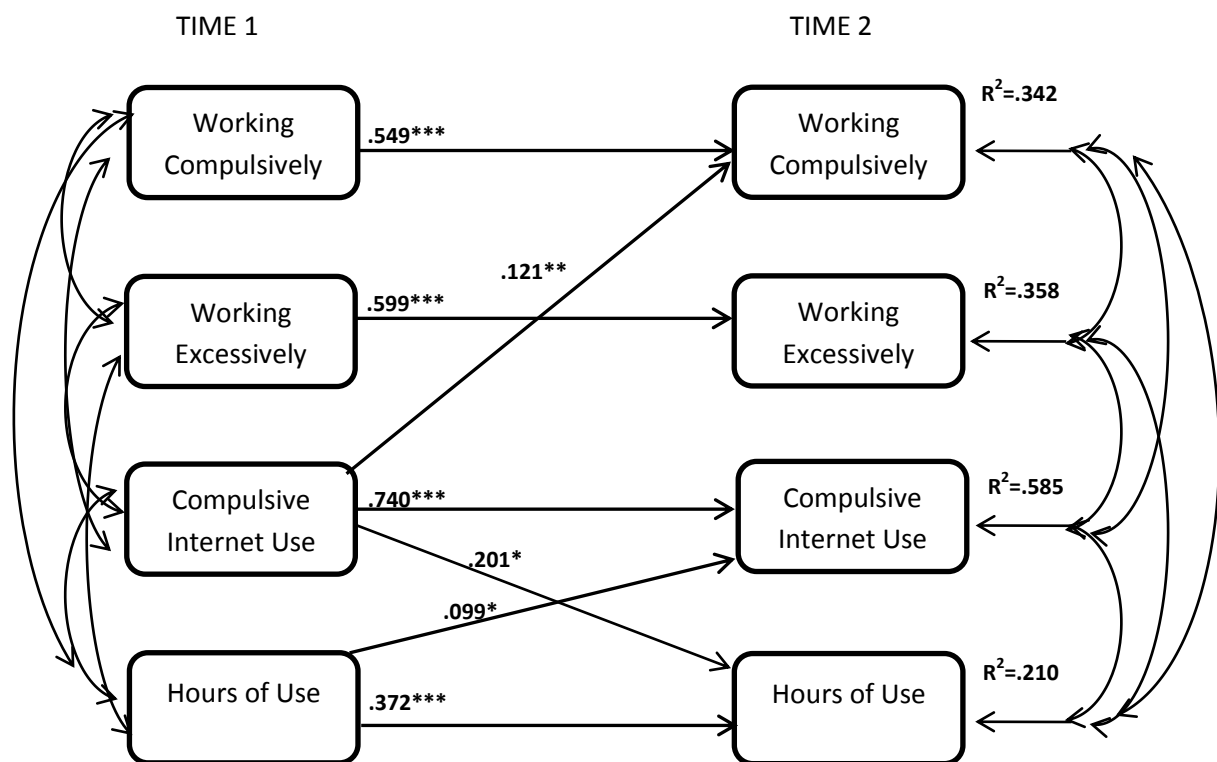 TIME 1
TIME 2
Working
Compulsively
.549***
Working
Compulsively
R²=.342
.121**
Working
Excessively
.599***
Working
Excessively
R²=.358
Compulsive
Internet Use
.740***
Compulsive
Internet Use
R²=.585
.201*
.099*
Hours of Use
.372***
Hours of Use
R²=.210